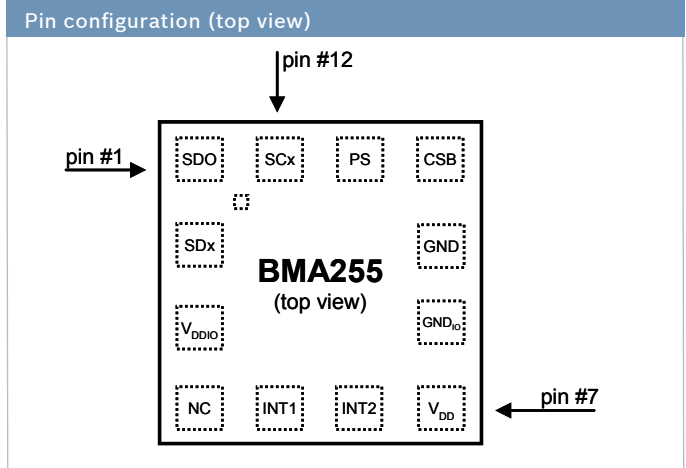 Pin configuration (top view)
pin #12
pin #1
SDO SCx PS CSB
SDx GND
BMA255
(top view)
VDDIO GNDIO
NC INT1 INT2 VDD
pin #7